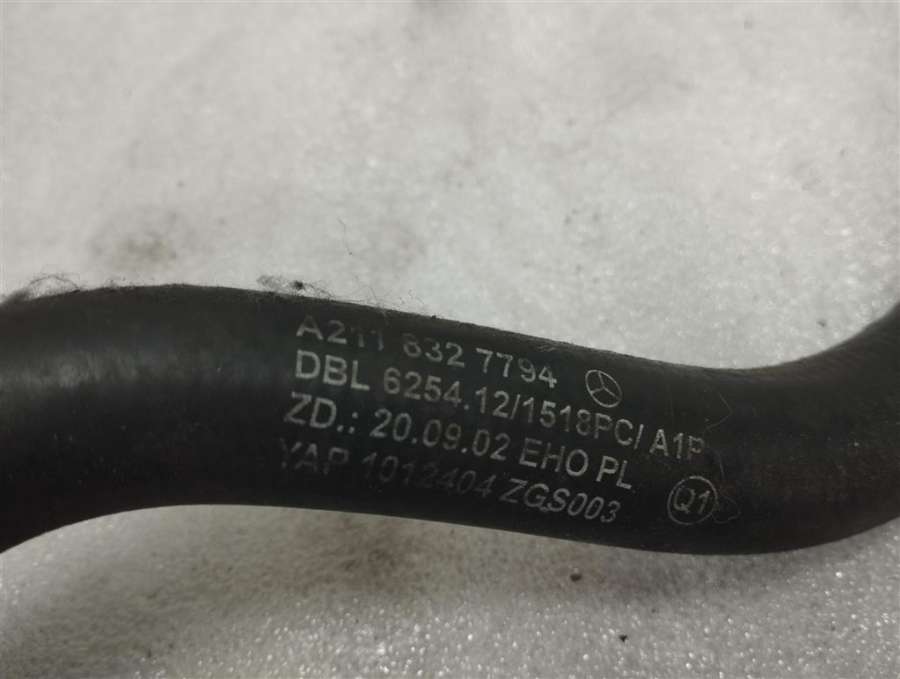 A211 832 7794
DBL 6254.12/1518PC/ A1P
ZD.: 20.09.02 EHO PL
YAP 1012404 ZGS003
Q1